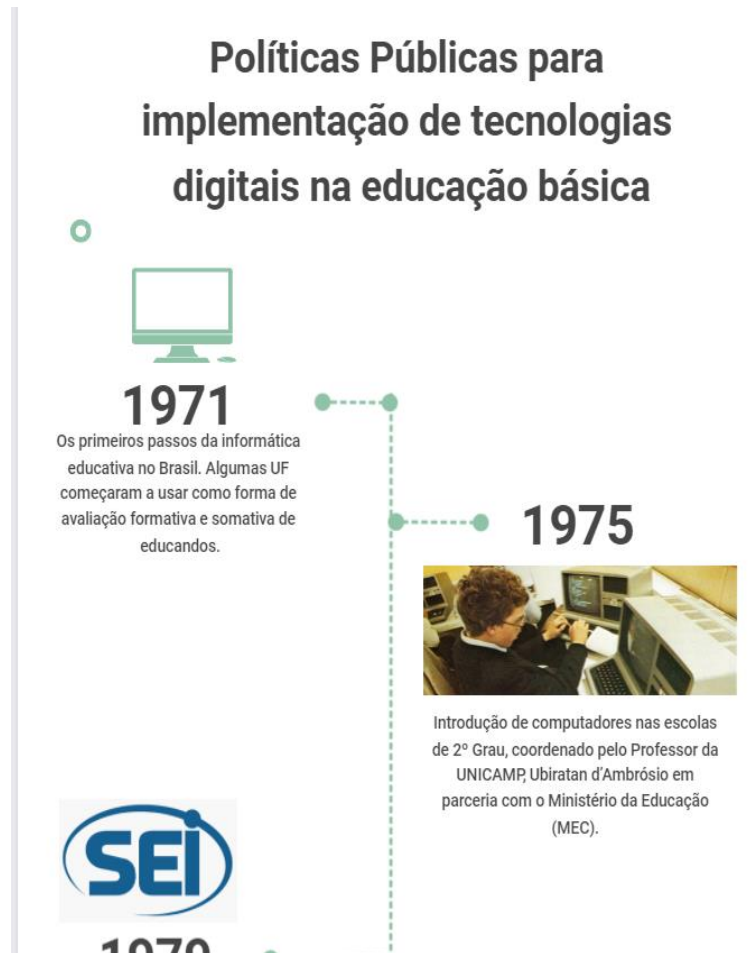 Políticas Públicas para
implementação de tecnologias
digitais na educação básica
1971
Os primeiros passos da informática
educativa no Brasil. Algumas UF
começaram a usar como forma de
avaliação formativa e somativa de
educandos.
1975
Introdução de computadores nas escolas
de 2º Grau, coordenado pelo Professor da
UNICAMP, Ubiratan d'Ambrósio em
parceria com o Ministério da Educação
(MEC).
SEI
1979